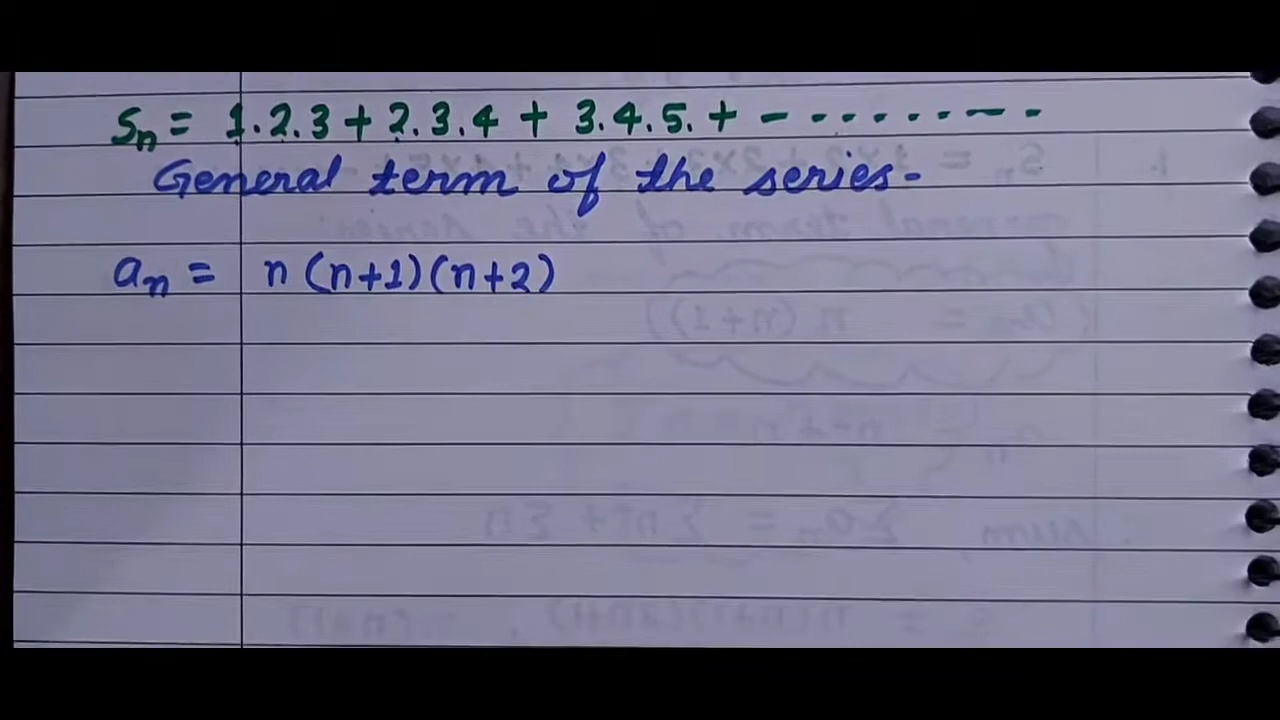 Sn = 1.2.3 + 2.3.4 + 3.4.5. + - . . . . . . . - - .
General term of the series.
an = n (n+1)(n+2)